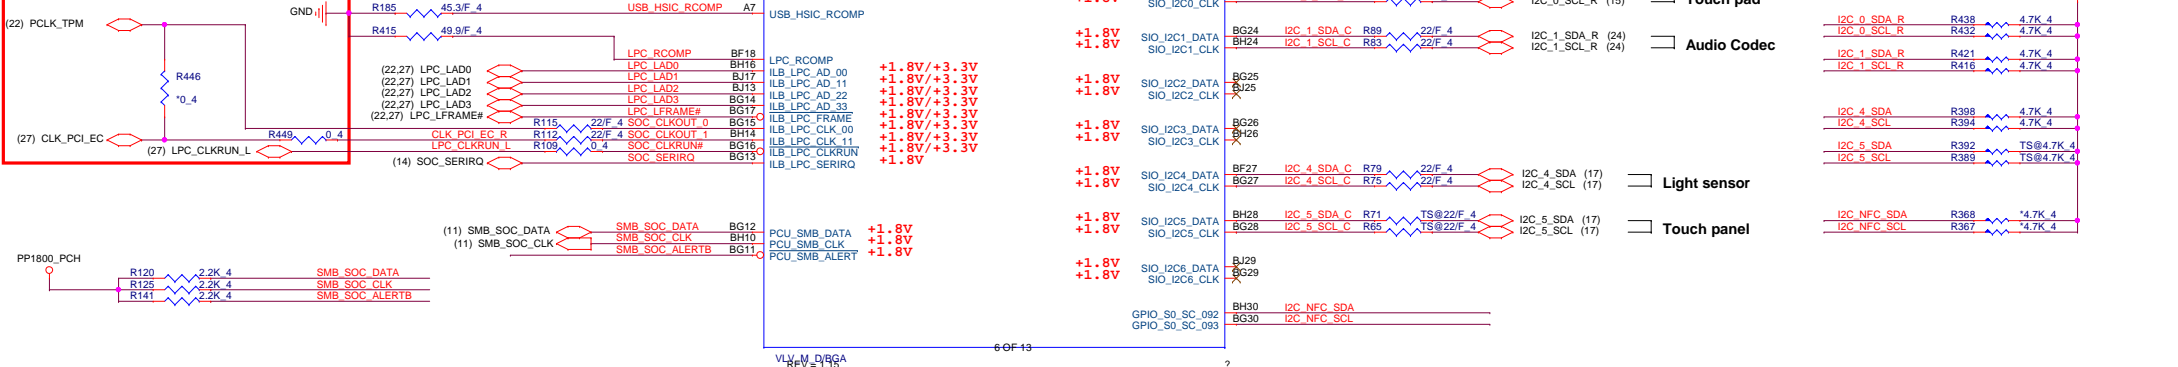 (22) PCLK_TPM
R446
*0_4
(27) CLK_PCI_EC
R449 0_4
(27) LPC_CLKRUN_L
GND
R185 45.3/F_4 USB_HSIC_RCOMP A7 USB_HSIC_RCOMP
R415 49.9/F_4
LPC_RCOMP BF18 LPC_RCOMP
(22,27) LPC_LAD0 LPC_LAD0 BH16 ILB_LPC_AD_00 +1.8V/+3.3V
(22,27) LPC_LAD1 LPC_LAD1 BJ17 ILB_LPC_AD_11 +1.8V/+3.3V
(22,27) LPC_LAD2 LPC_LAD2 BJ13 ILB_LPC_AD_22 +1.8V/+3.3V
(22,27) LPC_LAD3 LPC_LAD3 BG14 ILB_LPC_AD_33 +1.8V/+3.3V
(22,27) LPC_LFRAME# LPC_LFRAME# BG17 ILB_LPC_FRAME +1.8V/+3.3V
R115 22/F_4 SOC_CLKOUT_0 BG15 ILB_LPC_CLK_00 +1.8V/+3.3V
CLK_PCI_EC_R R112 22/F_4 SOC_CLKOUT_1 BH14 ILB_LPC_CLK_11 +1.8V/+3.3V
LPC_CLKRUN_L R109 0_4 SOC_CLKRUN# BG16 ILB_LPC_CLKRUN
(14) SOC_SERIRQ SOC_SERIRQ BG13 ILB_LPC_SERIRQ +1.8V
(11) SMB_SOC_DATA SMB_SOC_DATA BG12 PCU_SMB_DATA +1.8V
(11) SMB_SOC_CLK SMB_SOC_CLK BH10 PCU_SMB_CLK +1.8V
SMB_SOC_ALERTB BG11 PCU_SMB_ALERT +1.8V
PP1800_PCH
R120 2.2K_4 SMB_SOC_DATA
R125 2.2K_4 SMB_SOC_CLK
R141 2.2K_4 SMB_SOC_ALERTB
VLV_M_D/BGA
REV = 1.15
6 OF 13
?
SIO_I2C0_CLK I2C_0_SCL_R (15) Touch pad
+1.8V SIO_I2C1_DATA BG24 I2C_1_SDA_C R89 22/F_4 I2C_1_SDA_R (24)
+1.8V SIO_I2C1_CLK BH24 I2C_1_SCL_C R83 22/F_4 I2C_1_SCL_R (24)
Audio Codec
+1.8V SIO_I2C2_DATA BG25
+1.8V SIO_I2C2_CLK BJ25
+1.8V SIO_I2C3_DATA BG26
+1.8V SIO_I2C3_CLK BH26
+1.8V SIO_I2C4_DATA BF27 I2C_4_SDA_C R79 22/F_4 I2C_4_SDA (17)
+1.8V SIO_I2C4_CLK BG27 I2C_4_SCL_C R75 22/F_4 I2C_4_SCL (17)
Light sensor
+1.8V SIO_I2C5_DATA BH28 I2C_5_SDA_C R71 TS@22/F_4 I2C_5_SDA (17)
+1.8V SIO_I2C5_CLK BG28 I2C_5_SCL_C R65 TS@22/F_4 I2C_5_SCL (17)
Touch panel
+1.8V SIO_I2C6_DATA BJ29
+1.8V SIO_I2C6_CLK BG29
GPIO_S0_SC_092 BH30 I2C_NFC_SDA
GPIO_S0_SC_093 BG30 I2C_NFC_SCL
I2C_0_SDA_R R438 4.7K_4
I2C_0_SCL_R R432 4.7K_4
I2C_1_SDA_R R421 4.7K_4
I2C_1_SCL_R R416 4.7K_4
I2C_4_SDA R398 4.7K_4
I2C_4_SCL R394 4.7K_4
I2C_5_SDA R392 TS@4.7K_4
I2C_5_SCL R389 TS@4.7K_4
I2C_NFC_SDA R368 *4.7K_4
I2C_NFC_SCL R367 *4.7K_4